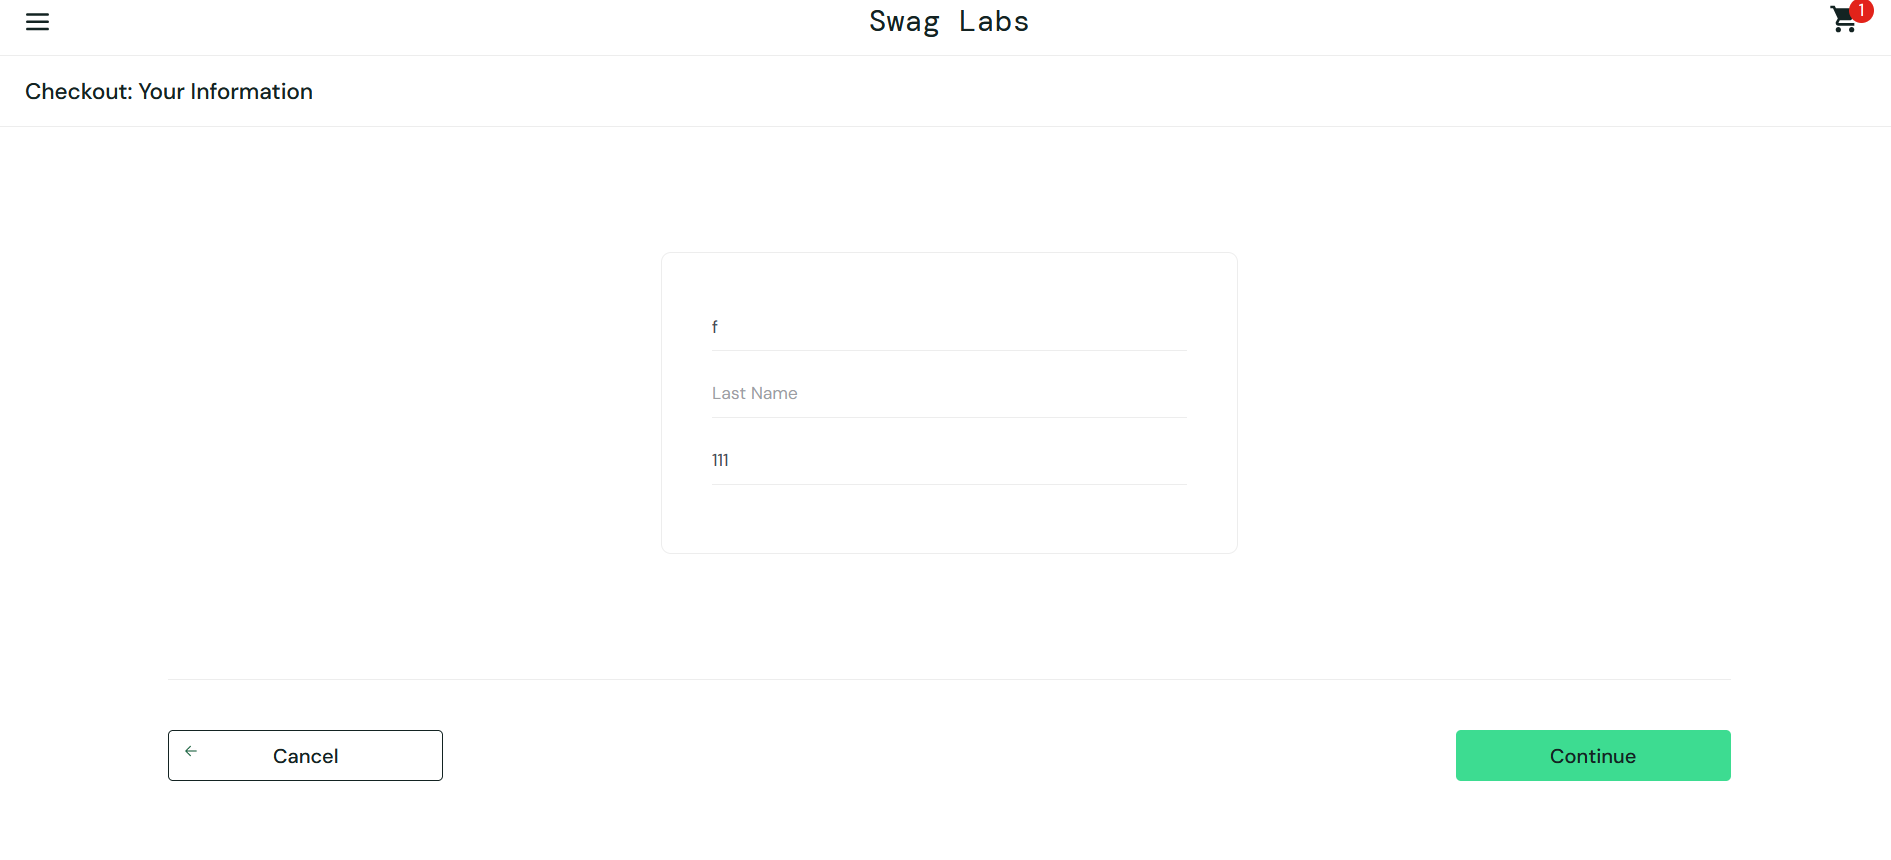 Swag Labs
1
Checkout: Your Information
f
Last Name
111
Cancel
Continue